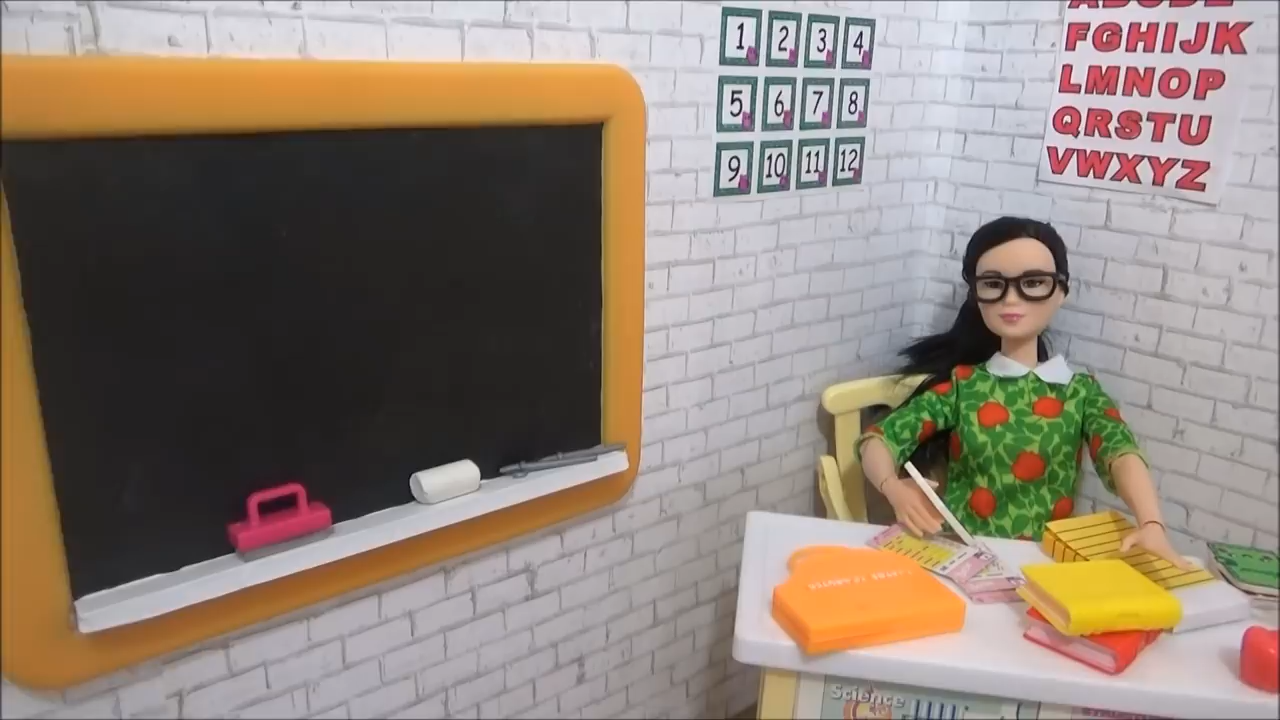 1 2 3 4
5 6 7 8
9 10 11 12
ABCDE
FGHIJK
LMNOP
QRSTU
VWXYZ
Science